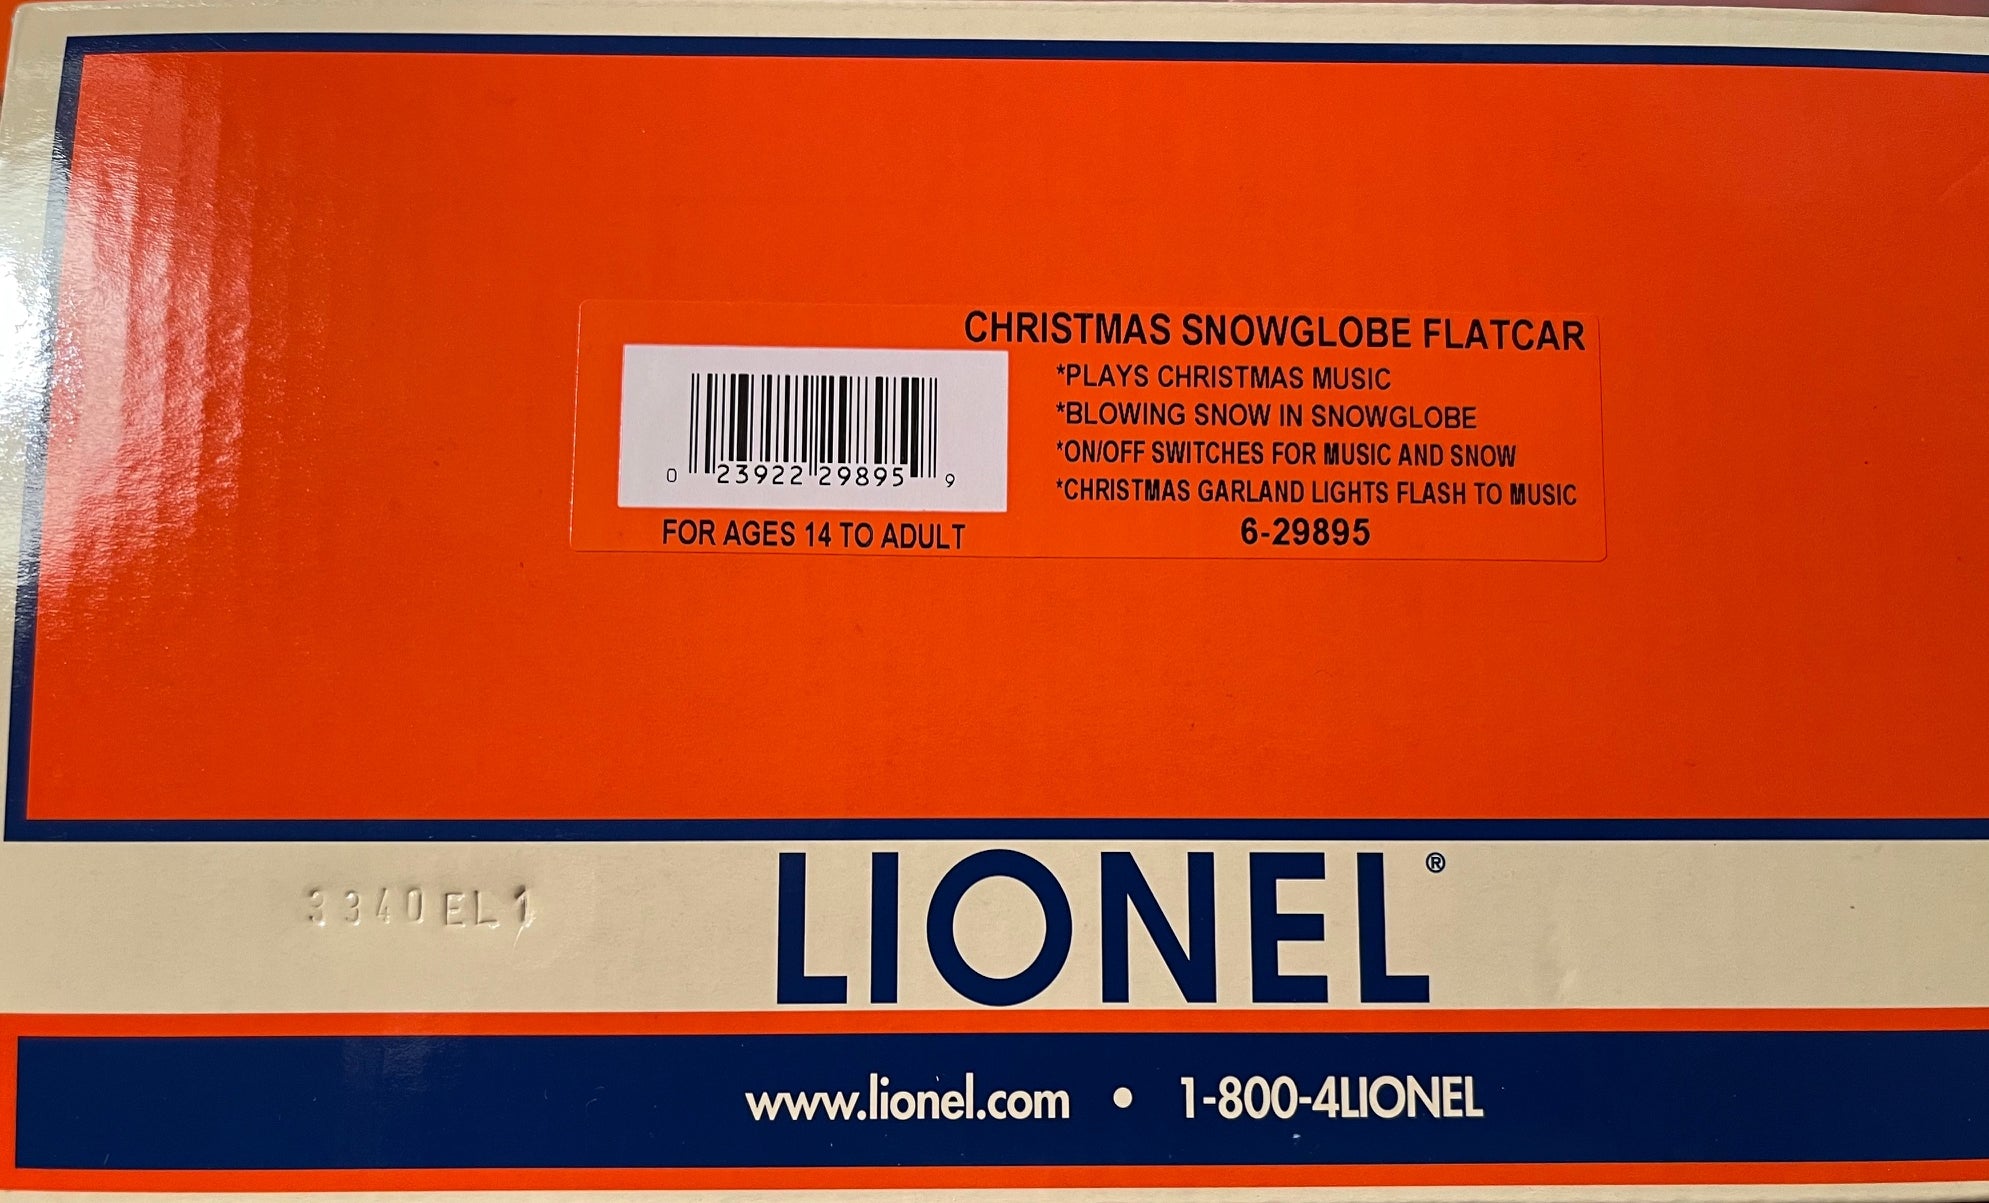 CHRISTMAS SNOWGLOBE FLATCAR
*PLAYS CHRISTMAS MUSIC
*BLOWING SNOW IN SNOWGLOBE
*ON/OFF SWITCHES FOR MUSIC AND SNOW
*CHRISTMAS GARLAND LIGHTS FLASH TO MUSIC
6-29895
0 23922 29895 9
FOR AGES 14 TO ADULT
3340EL1
LIONEL®
www.lionel.com • 1-800-4LIONEL